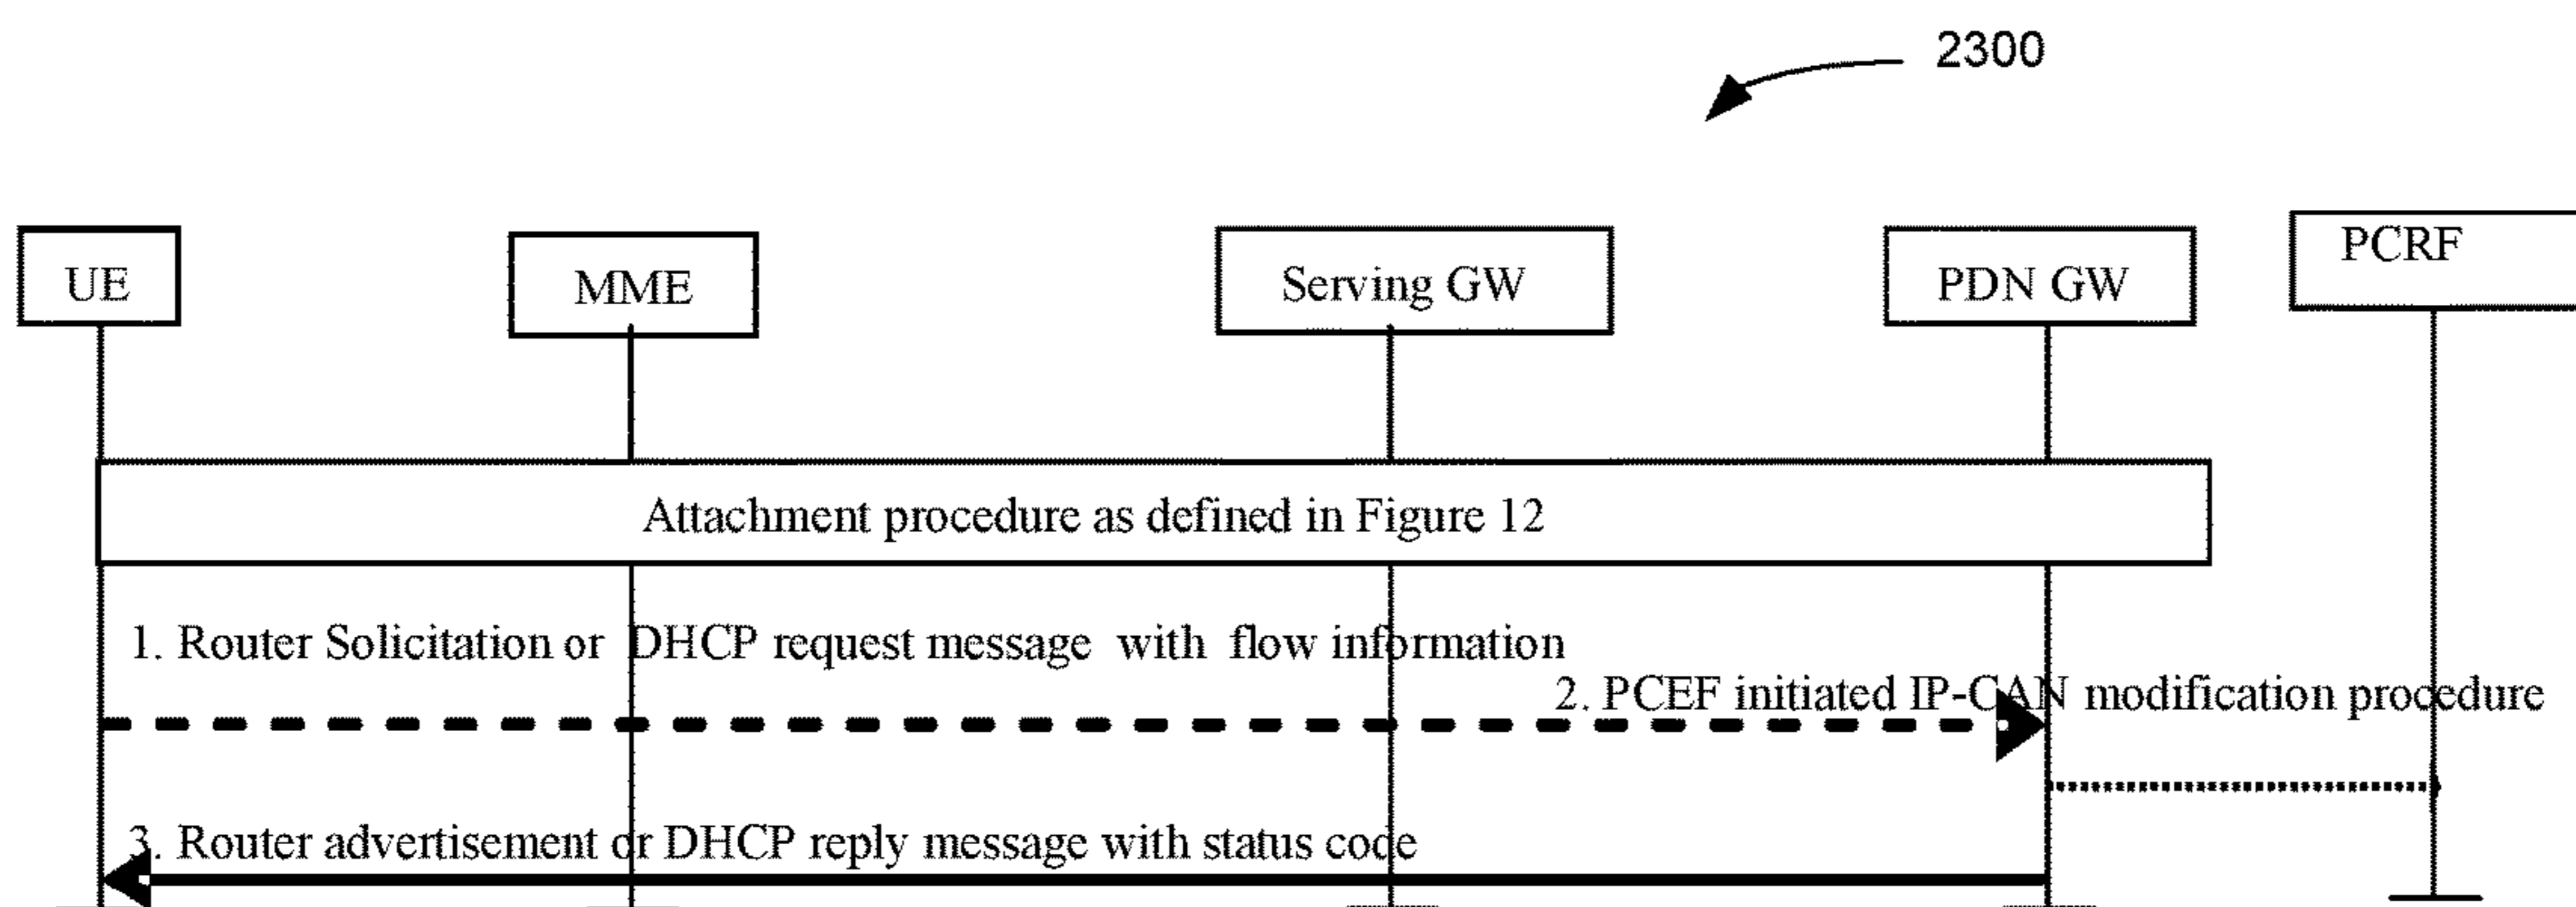 2300
UE
MME
Serving GW
PDN GW
PCRF
Attachment procedure as defined in Figure 12
1. Router Solicitation or DHCP request message with flow information
2. PCEF initiated IP-CAN modification procedure
3. Router advertisement or DHCP reply message with status code